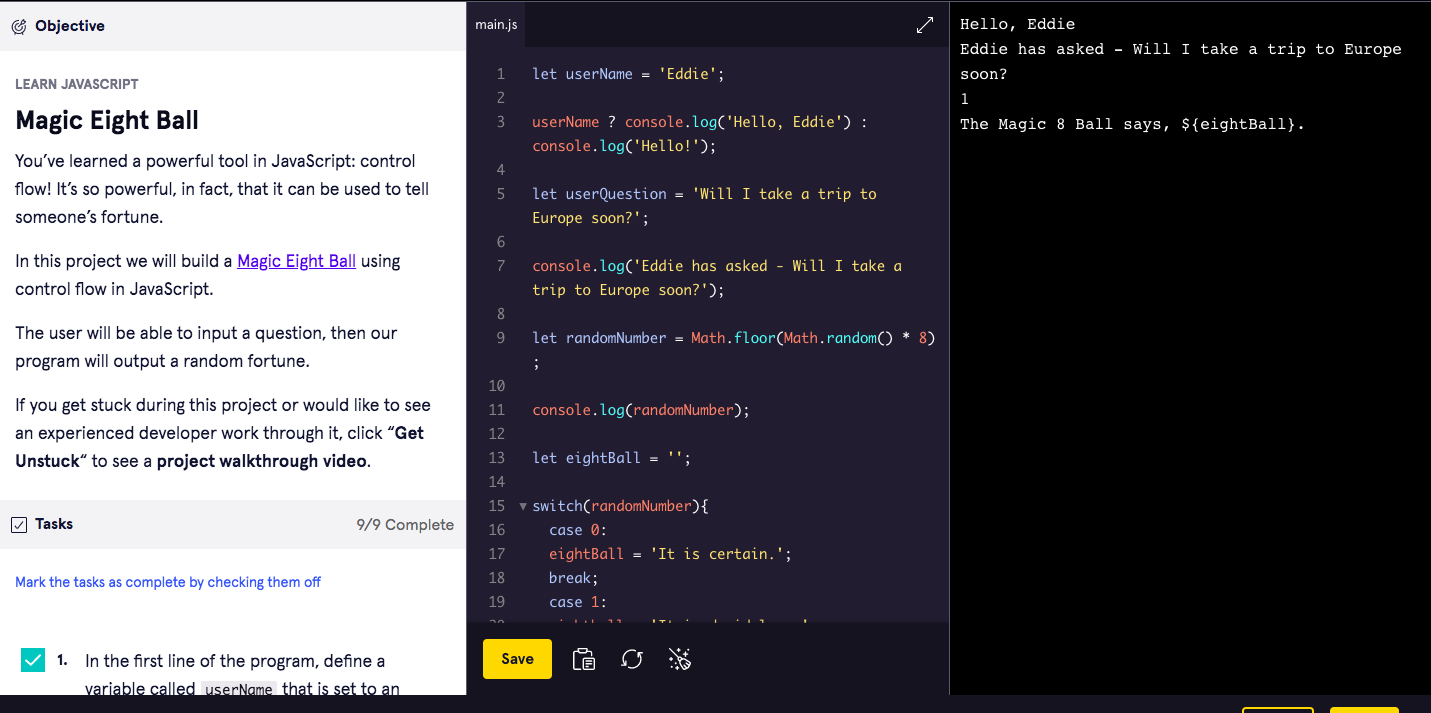 Objective
LEARN JAVASCRIPT
Magic Eight Ball
You’ve learned a powerful tool in JavaScript: control
flow! It’s so powerful, in fact, that it can be used to tell
someone’s fortune.
In this project we will build a Magic Eight Ball using
control flow in JavaScript.
The user will be able to input a question, then our
program will output a random fortune.
If you get stuck during this project or would like to see
an experienced developer work through it, click “Get
Unstuck“ to see a project walkthrough video.
Tasks
9/9 Complete
Mark the tasks as complete by checking them off
1. In the first line of the program, define a
variable called userName that is set to an
main.js
1 let userName = 'Eddie';
2
3 userName ? console.log('Hello, Eddie') :
console.log('Hello!');
4
5 let userQuestion = 'Will I take a trip to
Europe soon?';
6
7 console.log('Eddie has asked - Will I take a
trip to Europe soon?');
8
9 let randomNumber = Math.floor(Math.random() * 8)
;
10
11 console.log(randomNumber);
12
13 let eightBall = '';
14
15 switch(randomNumber){
16 case 0:
17 eightBall = 'It is certain.';
18 break;
19 case 1:
Save
Hello, Eddie
Eddie has asked - Will I take a trip to Europe
soon?
1
The Magic 8 Ball says, ${eightBall}.